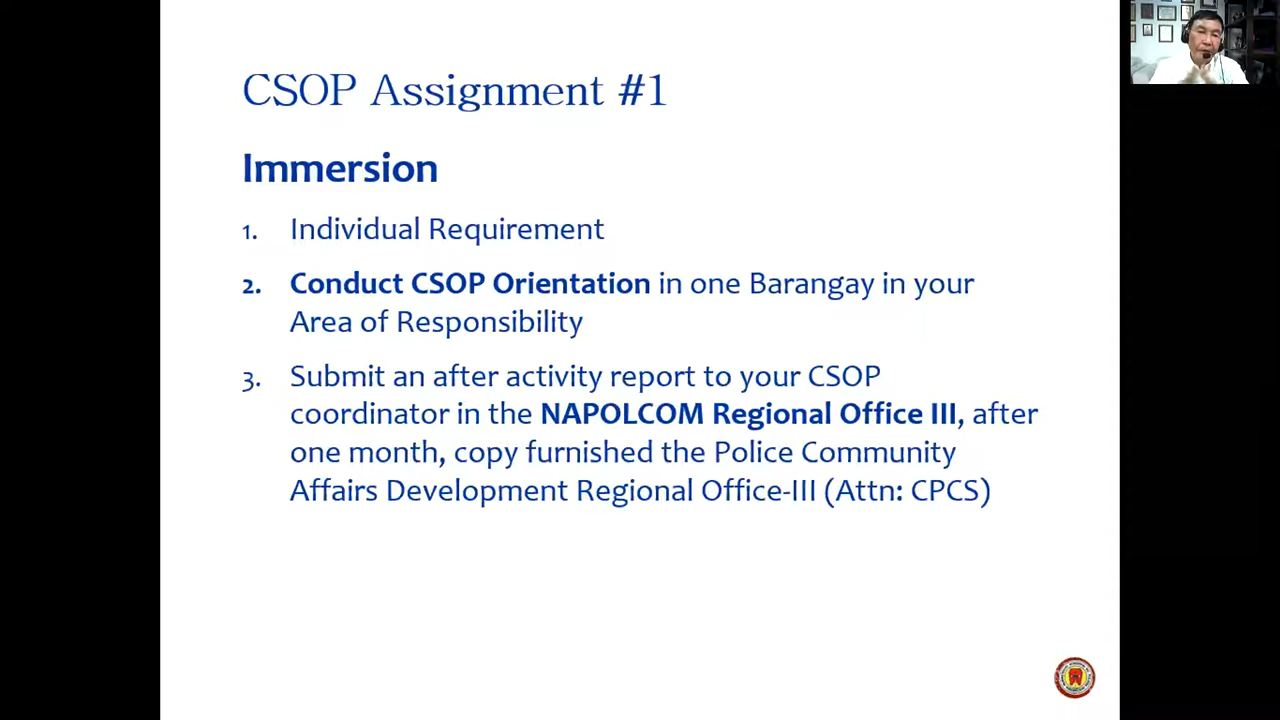 CSOP Assignment #1
Immersion
1. Individual Requirement
2. Conduct CSOP Orientation in one Barangay in your
Area of Responsibility
3. Submit an after activity report to your CSOP
coordinator in the NAPOLCOM Regional Office III, after
one month, copy furnished the Police Community
Affairs Development Regional Office-III (Attn: CPCS)